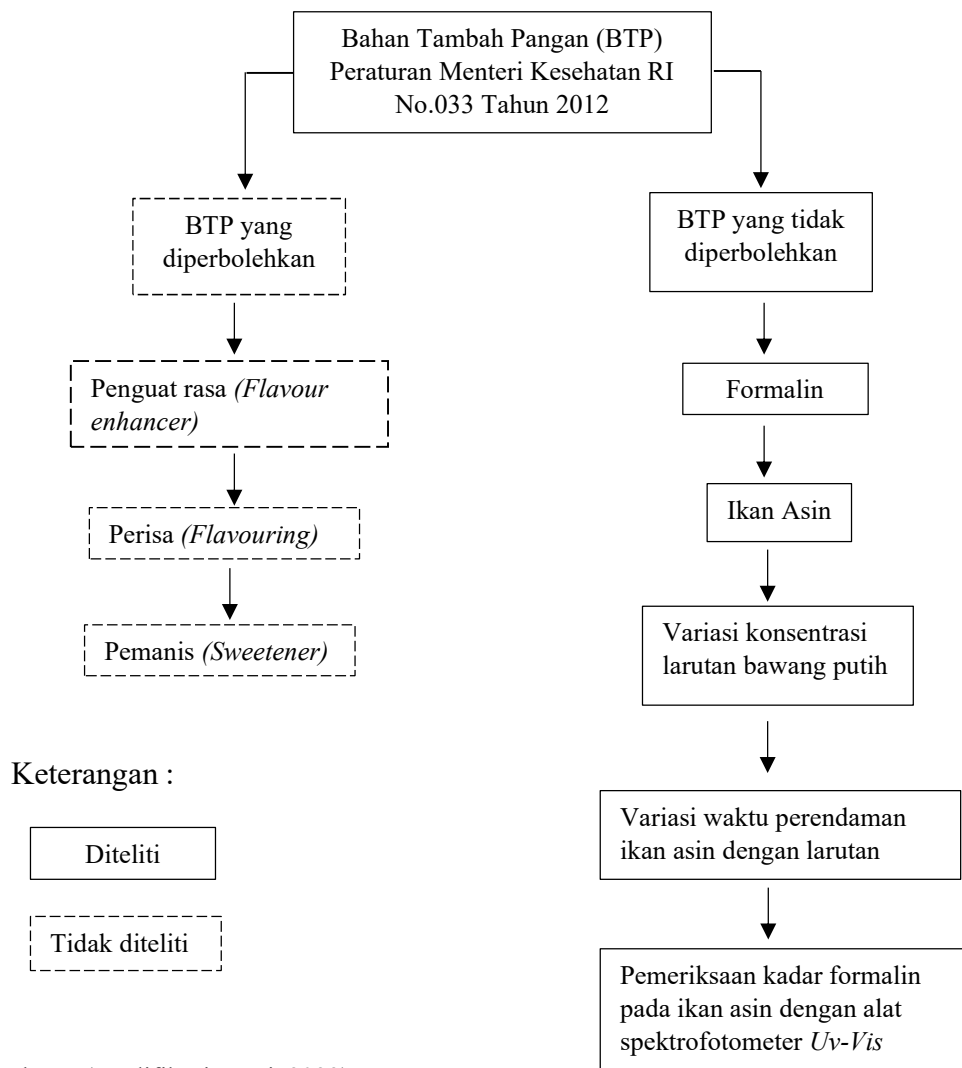 Bahan Tambah Pangan (BTP)
Peraturan Menteri Kesehatan RI
No.033 Tahun 2012
BTP yang
diperbolehkan
Penguat rasa (Flavour
enhancer)
Perisa (Flavouring)
Pemanis (Sweetener)
BTP yang tidak
diperbolehkan
Formalin
Ikan Asin
Variasi konsentrasi
larutan bawang putih
Variasi waktu perendaman
ikan asin dengan larutan
Pemeriksaan kadar formalin
pada ikan asin dengan alat
spektrofotometer Uv-Vis
Keterangan :
Diteliti
Tidak diteliti